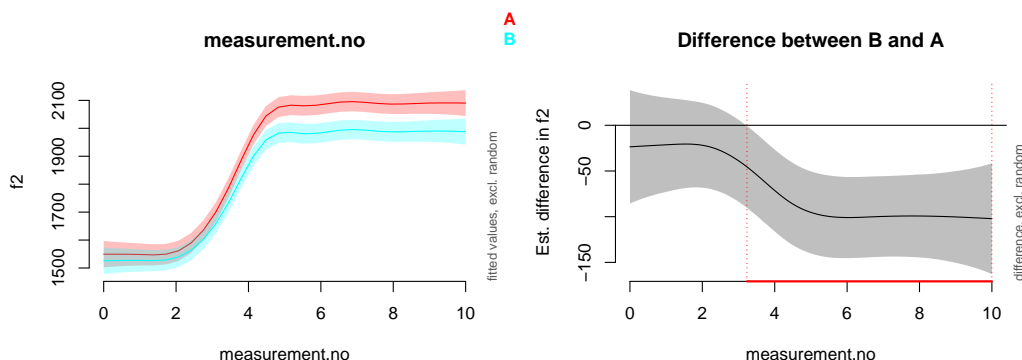 A
B
measurement.no
f2
1500
1700
1900
2100
0
2
4
6
8
10
measurement.no
fitted values, excl. random
Difference between B and A
Est. difference in f2
−150
−50
0
0
2
4
6
8
10
measurement.no
difference, excl. random